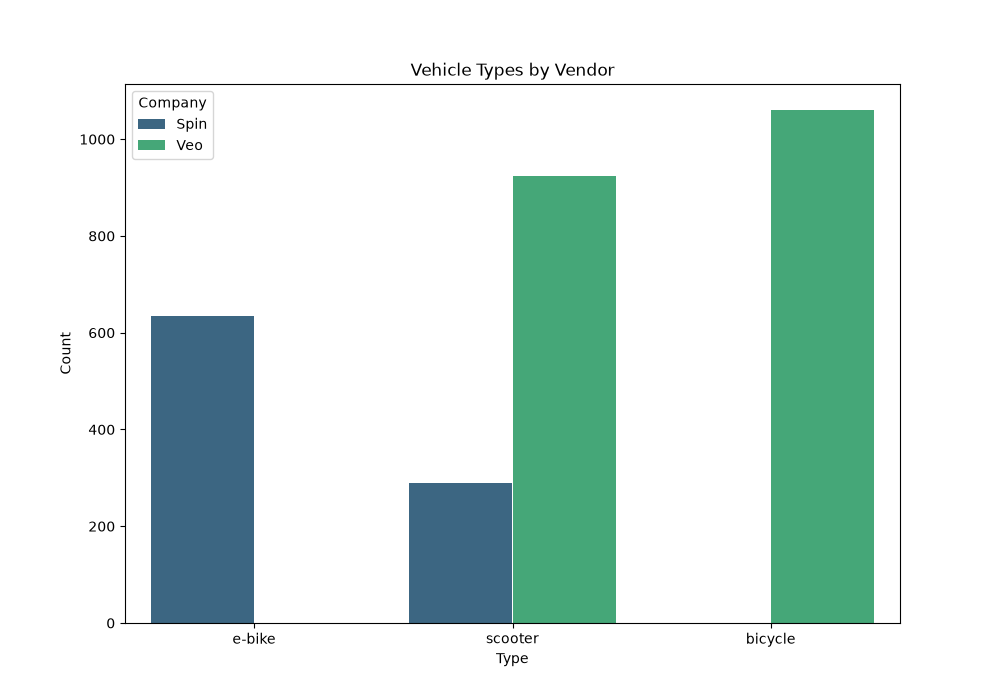 Vehicle Types by Vendor
Company
Spin
Veo
1000
800
600
400
200
0
Count
e-bike scooter bicycle
Type